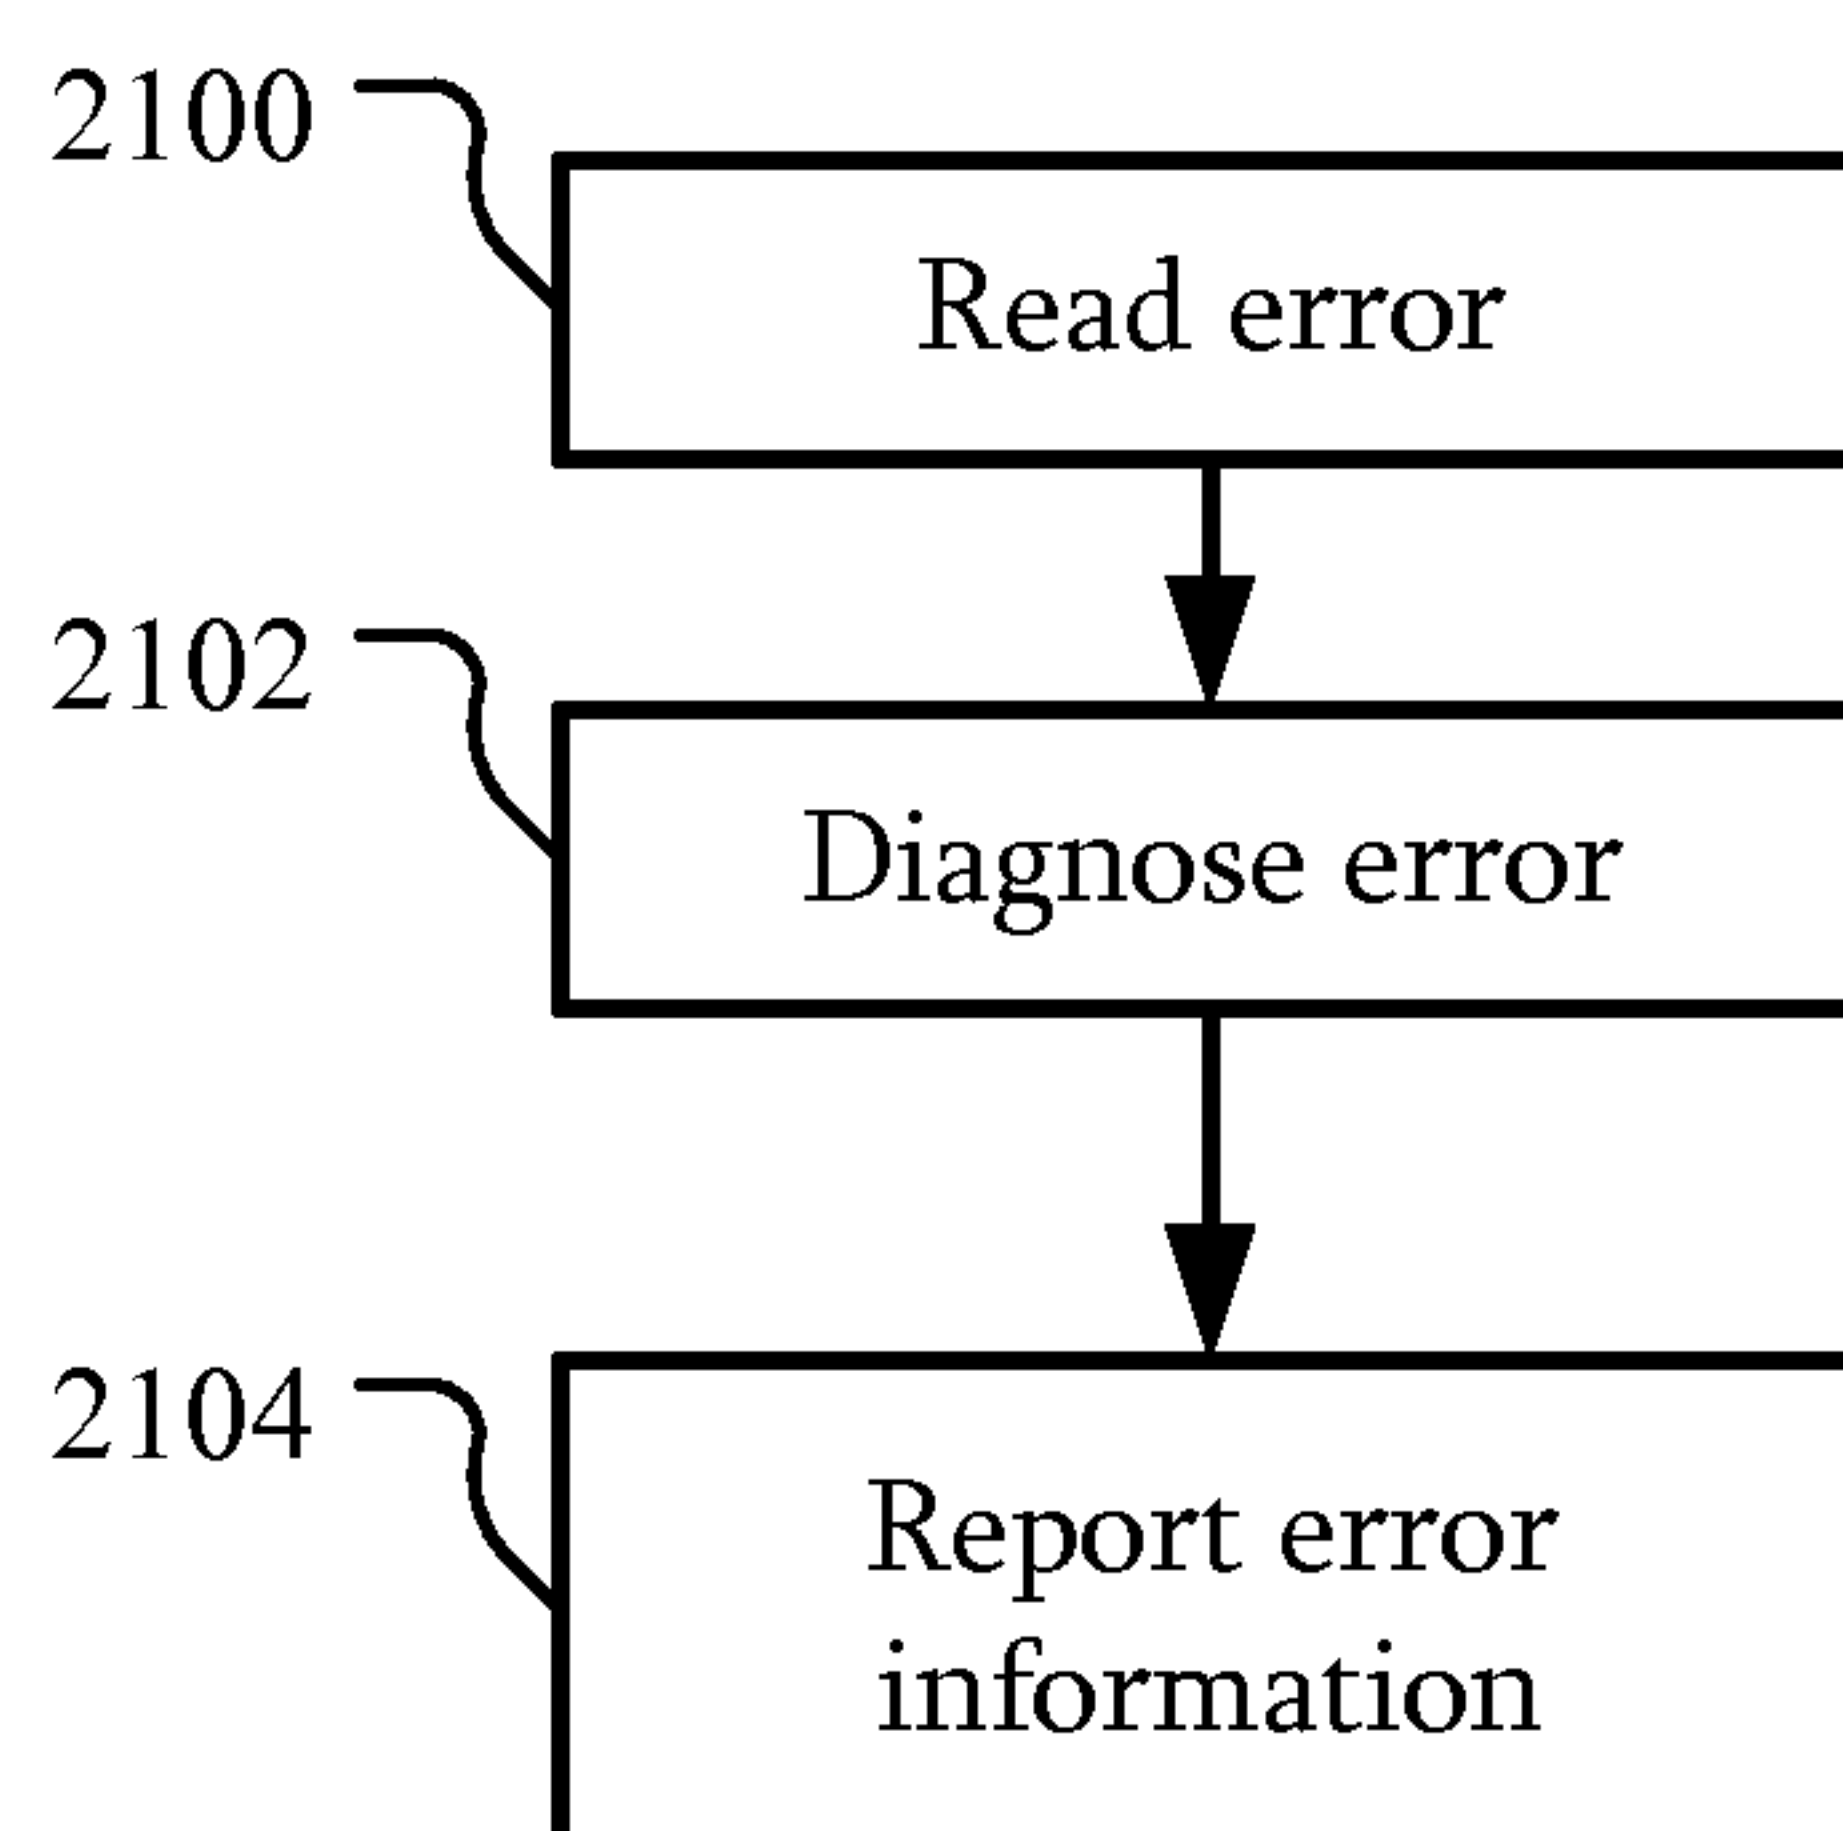 2100
Read error
2102
Diagnose error
2104
Report error
information